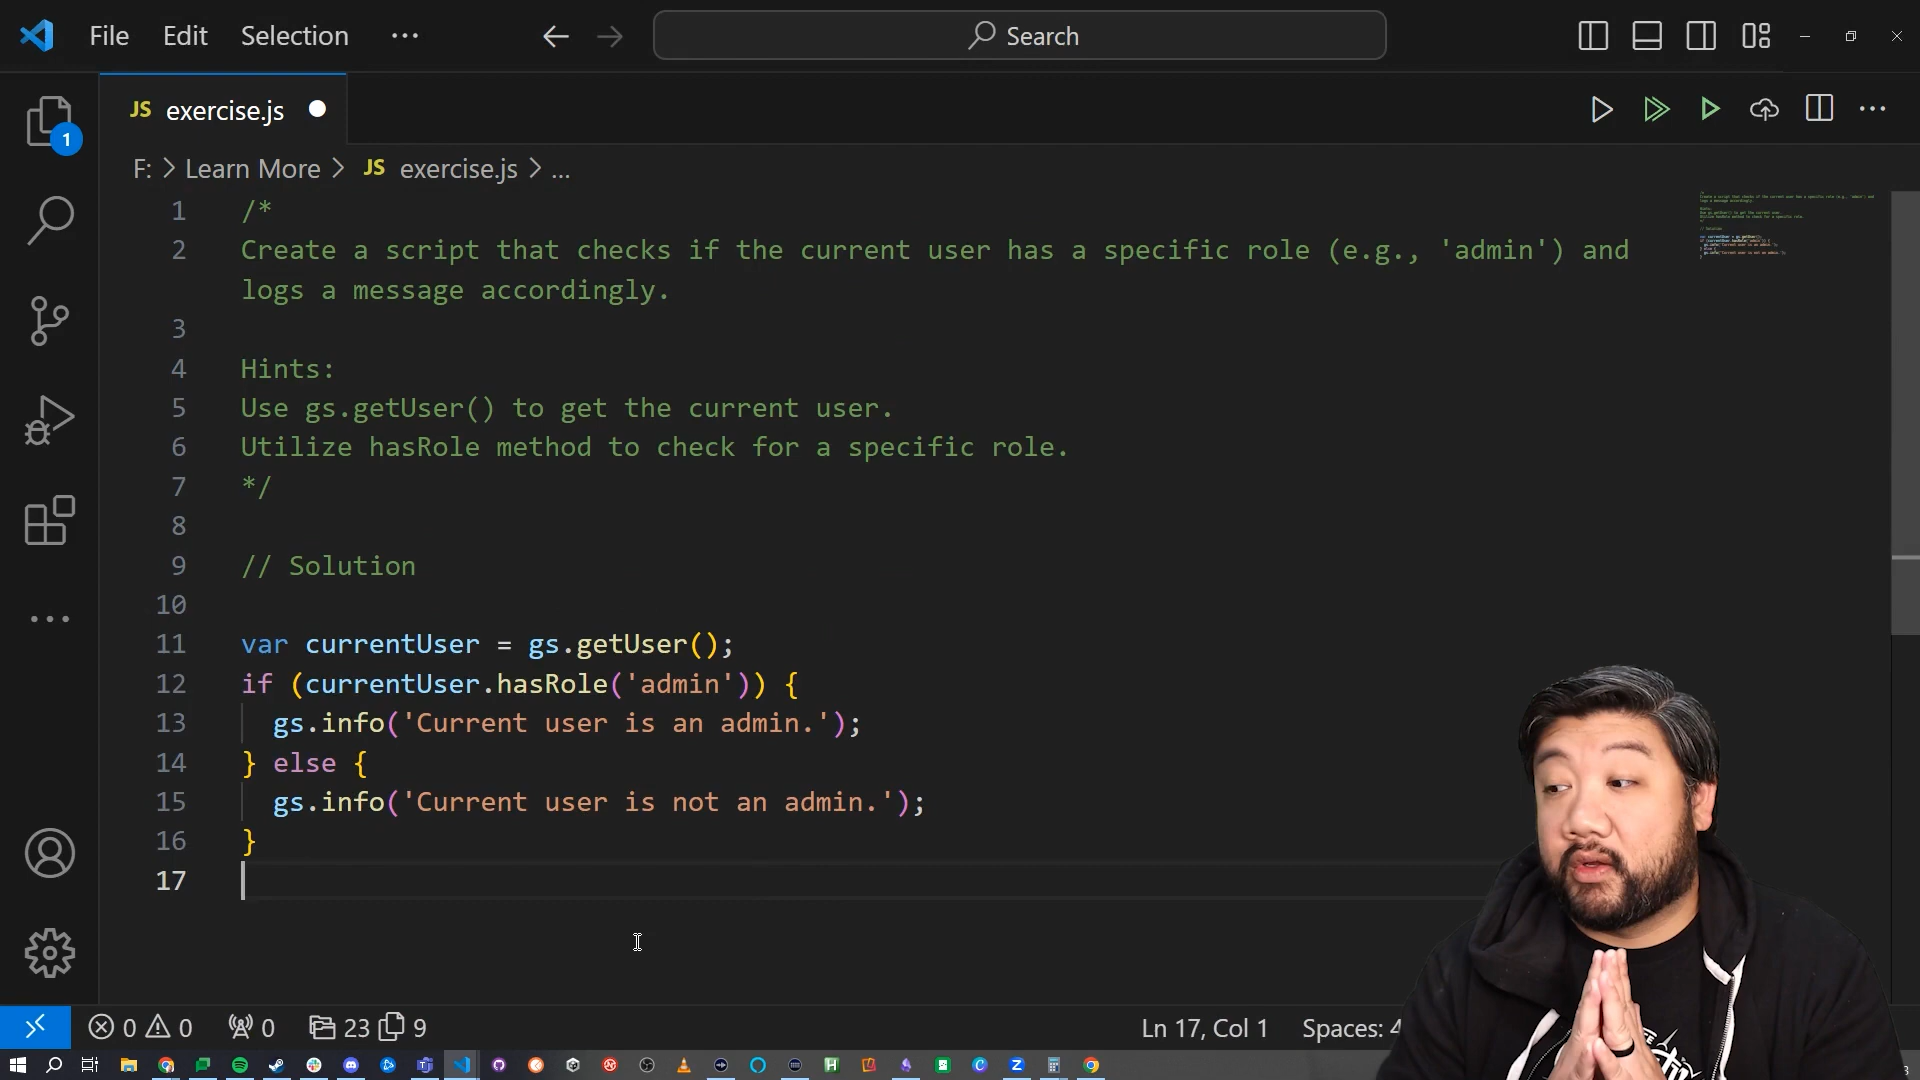 File Edit Selection ... Search
JS exercise.js
1
F: > Learn More > JS exercise.js > ...
1 /*
2 Create a script that checks if the current user has a specific role (e.g., 'admin') and
logs a message accordingly.
3
4 Hints:
5 Use gs.getUser() to get the current user.
6 Utilize hasRole method to check for a specific role.
7 */
8
9 // Solution
10
11 var currentUser = gs.getUser();
12 if (currentUser.hasRole('admin')) {
13 gs.info('Current user is an admin.');
14 } else {
15 gs.info('Current user is not an admin.');
16 }
17
0 0 0 23 9 Ln 17, Col 1 Spaces: 4